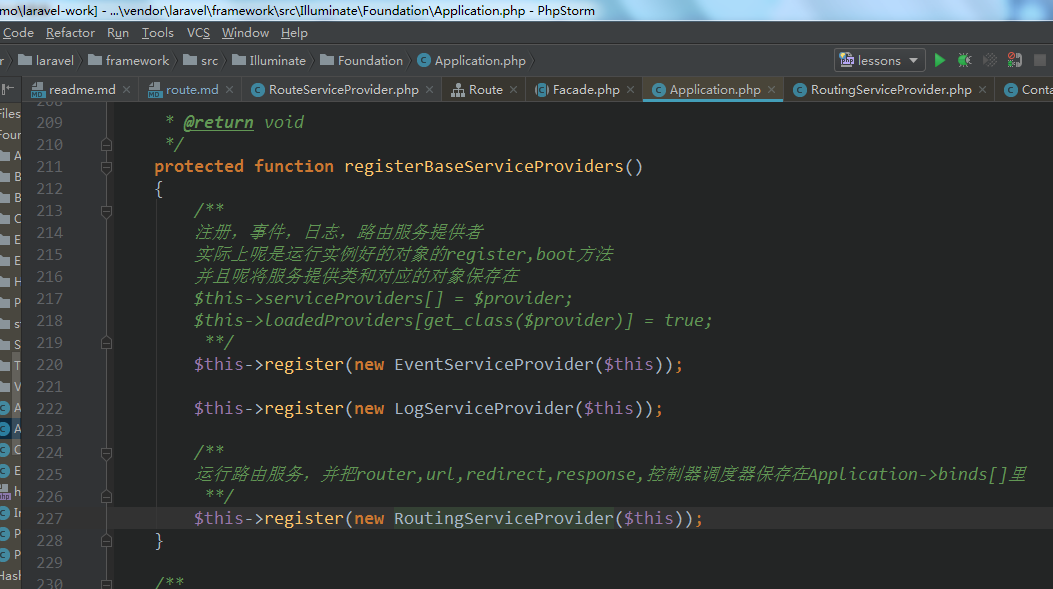 mo\laravel-work] - ...\vendor\laravel\framework\src\Illuminate\Foundation\Application.php - PhpStorm
Code Refactor Run Tools VCS Window Help
laravel framework src Illuminate Foundation Application.php lessons
readme.md route.md RouteServiceProvider.php Route Facade.php Application.php RoutingServiceProvider.php Conta
209 * @return void
210 */
211 protected function registerBaseServiceProviders()
212 {
213 /**
214 注册，事件，日志，路由服务提供者
215 实际上呢是运行实例好的对象的register,boot方法
216 并且呢将服务提供类和对应的对象保存在
217 $this->serviceProviders[] = $provider;
218 $this->loadedProviders[get_class($provider)] = true;
219 **/
220 $this->register(new EventServiceProvider($this));
221
222 $this->register(new LogServiceProvider($this));
223
224 /**
225 运行路由服务，并把router,url,redirect,response,控制器调度器保存在Application->binds[]里
226 **/
227 $this->register(new RoutingServiceProvider($this));
228 }
229
230 /**